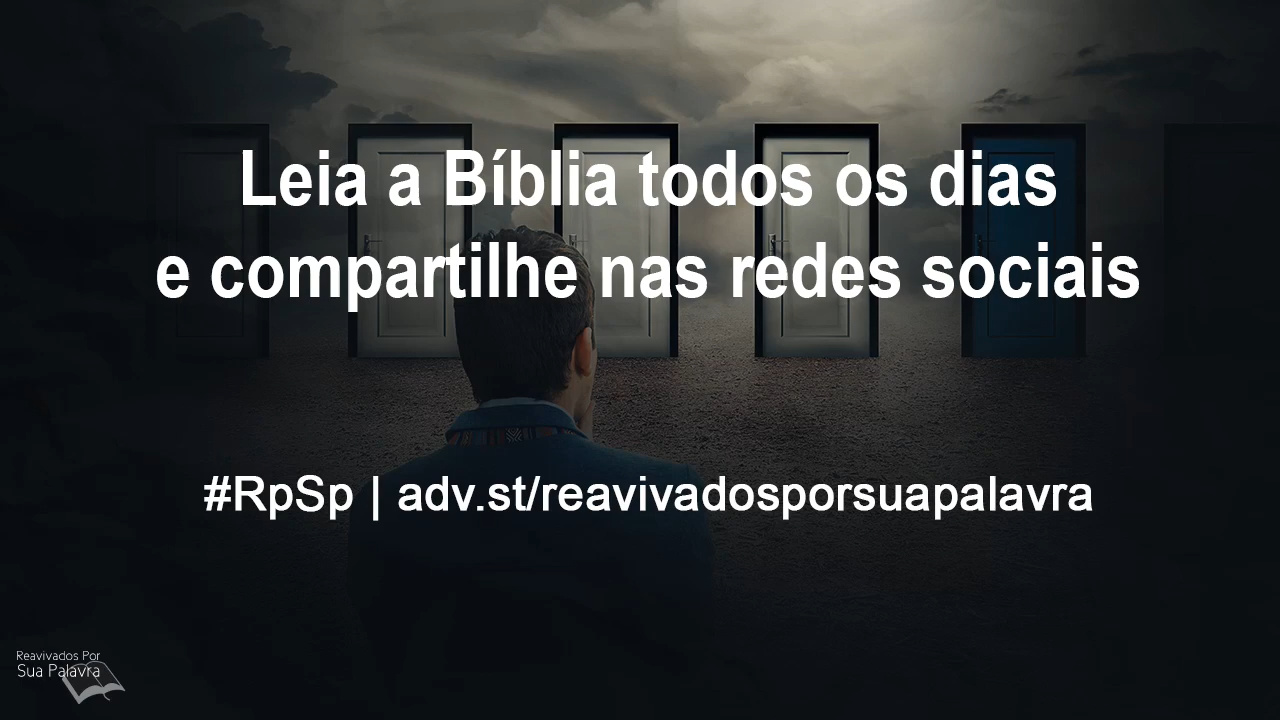 Leia a Bíblia todos os dias
e compartilhe nas redes sociais
#RpSp | adv.st/reavivadosporsuapalavra
Reavivados Por
Sua Palavra